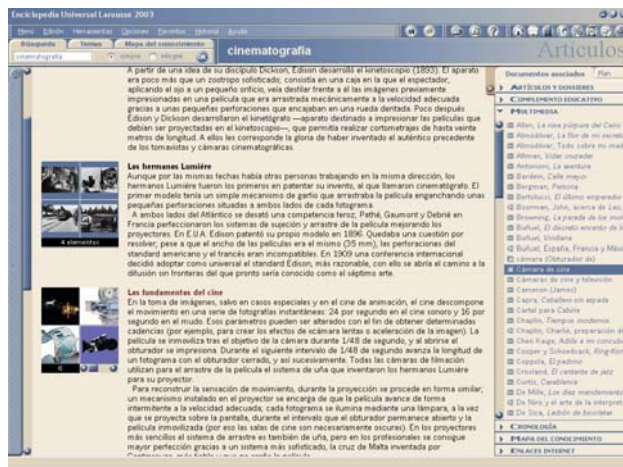 Enciclopedia Universal Larousse 2003
Menú Edición Herramientas Opciones Favoritos Historial Ayuda
Búsqueda Temas Mapa del conocimiento
cinematografía
simple íntegra
cinematografía
Artículos
A partir de una idea de su discípulo Dickson, Edison desarrolló el kinetoscopio (1893). El aparato
era poco más que un zootropo sofisticado; consistía en una caja en la que el espectador,
aplicando el ojo a un pequeño orificio, veía desfilar frente a él las imágenes previamente
impresionadas en una película que era arrastrada mecánicamente a la velocidad adecuada
gracias a unas pequeñas perforaciones que encajaban en una rueda dentada. Poco después
Edison y Dickson desarrollaron el kinetógrafo —aparato destinado a impresionar las películas que
debían ser proyectadas en el kinetoscopio—, que permitía realizar cortometrajes de hasta veinte
metros de longitud. A ellos les corresponde la gloria de haber inventado el auténtico precedente
de los tomavistas y cámaras cinematográficas.
Los hermanos Lumière
Aunque por las mismas fechas había otras personas trabajando en la misma dirección, los
hermanos Lumière fueron los primeros en patentar su invento, al que llamaron cinematógrafo. El
primer modelo tenía un simple mecanismo de garfio que arrastraba la película enganchando unas
pequeñas perforaciones situadas a ambos lados de cada fotograma.
A ambos lados del Atlántico se desató una competencia feroz, Pathé, Gaumont y Debrié en
Francia perfeccionaron los sistemas de sujeción y arrastre de la película mejorando los
proyectores. En E.U.A. Edison patentó su propio modelo en 1896. Quedaba una cuestión por
resolver; pese a que el ancho de las películas era el mismo (35 mm), las perforaciones del
standard americano y el francés eran incompatibles. En 1909 una conferencia internacional
decidió adoptar como universal el standard Edison, más razonable, con ello se abría el camino a la
difusión sin fronteras del que pronto sería conocido como el séptimo arte.
4 elementos
Los fundamentos del cine
En la toma de imágenes, salvo en casos especiales y en el cine de animación, el cine descompone
el movimiento en una serie de fotografías instantáneas: 24 por segundo en el cine sonoro y 16 por
segundo en el mudo. Esos parámetros pueden ser alterados con el fin de obtener determinadas
cadencias (por ejemplo, para crear los efectos de «cámara lenta» o aceleración de la imagen). La
película se inmoviliza tras el objetivo de la cámara durante 1/48 de segundo, y al abrirse el
obturador se impresiona. Durante el siguiente intervalo de 1/48 de segundo avanza la longitud de
un fotograma con el obturador cerrado, y así sucesivamente. Todas las cámaras de filmación
utilizan para el arrastre de la película el sistema de uña que inventaron los hermanos Lumière
para su proyector.
Para reconstruir la sensación de movimiento, durante la proyección se procede en forma similar;
un mecanismo instalado en el proyector se encarga de que la película avance de forma
intermitente a la velocidad adecuada; cada fotograma se ilumina mediante una lámpara, a la vez
que se proyecta sobre la pantalla, durante el intervalo que el obturador permanece abierto y la
película inmovilizada (por eso las salas de cine son necesariamente oscuras). En los proyectores
más sencillos el sistema de arrastre es también de uña, pero en los profesionales se consigue
mayor perfección gracias a un sistema más sofisticado, la cruz de Malta inventada por
Documentos asociados Plan
ARTÍCULOS Y DOSSIERES
COMPLEMENTO EDUCATIVO
MULTIMEDIA
Allen, La rosa púrpura del Cairo
Almodóvar, La flor de mi secreto
Almodóvar, Todo sobre mi mad
Altman, Vidas cruzadas
Antonioni, La aventura
Bardem, Calle mayor
Bergman, Persona
Bertolucci, El último emperador
Boorman, John, acerca de Leo,
Browning, La parada de los mon
Buñuel, El discreto encanto de l
Buñuel, Viridiana
Buñuel, España, Francia y Méxi
cámara (Obturador de)
Cámara de cine
Cámaras de cine y televisión
Cameron (James)
Capra, Caballero sin espada
Cartel para Cabiria
Chaplin, Tiempos modernos
Chaplin, Charlie, preparación de
Chen Kaige, Adiós a mi concubi
Cooper y Schoedsack, King-Kon
Coppola, El padrino
Crosland, El cantante de jazz
Curtiz, Casablanca
De Mille, Los diez mandamiento
De Niro y el arte de la interpret
De Sica, Ladrón de bicicletas
CRONOLOGÍA
MAPA DEL CONOCIMIENTO
ENLACES INTERNET